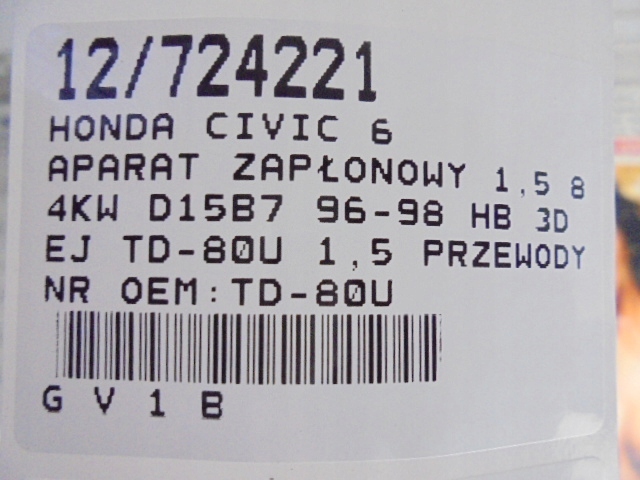 12/724221
HONDA CIVIC 6
APARAT ZAPŁONOWY 1,5 8
4KW D15B7 96-98 HB 3D
EJ TD-80U 1,5 PRZEWODY
NR OEM:TD-80U
G V 1 B